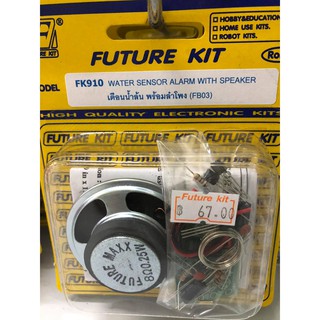 HOBBY&EDUCATION
HOME USE KITS.
ROBOT KITS.
FUTURE KIT
FUTURE KIT
MODEL
FK910 WATER SENSOR ALARM WITH SPEAKER
เตือนน้ำล้น พร้อมลำโพง (FB03)
HIGH QUALITY ELECTRONIC KITS
FUTURE KIT
Future kit
฿ 67.00
FUTURE MAXX
8Ω0.25W